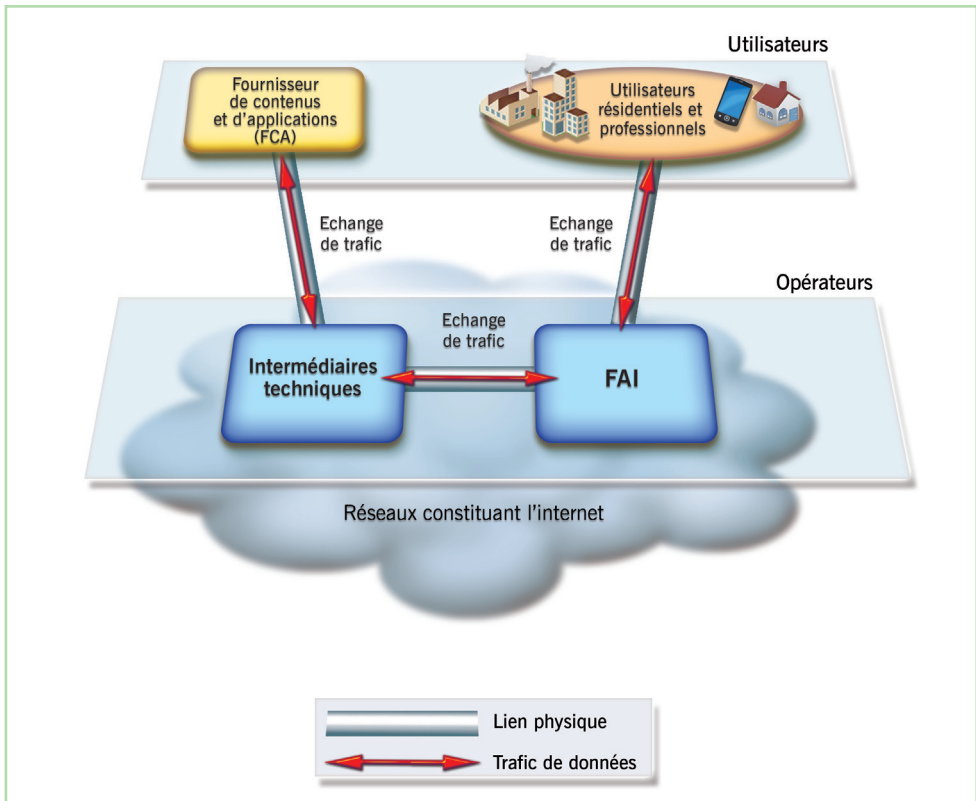 Utilisateurs
Fournisseur
de contenus
et d'applications
(FCA)
Utilisateurs
résidentiels et
professionnels
Echange
de trafic
Echange
de trafic
Opérateurs
Echange
de trafic
Intermédiaires
techniques
FAI
Réseaux constituant l'internet
Lien physique
Trafic de données